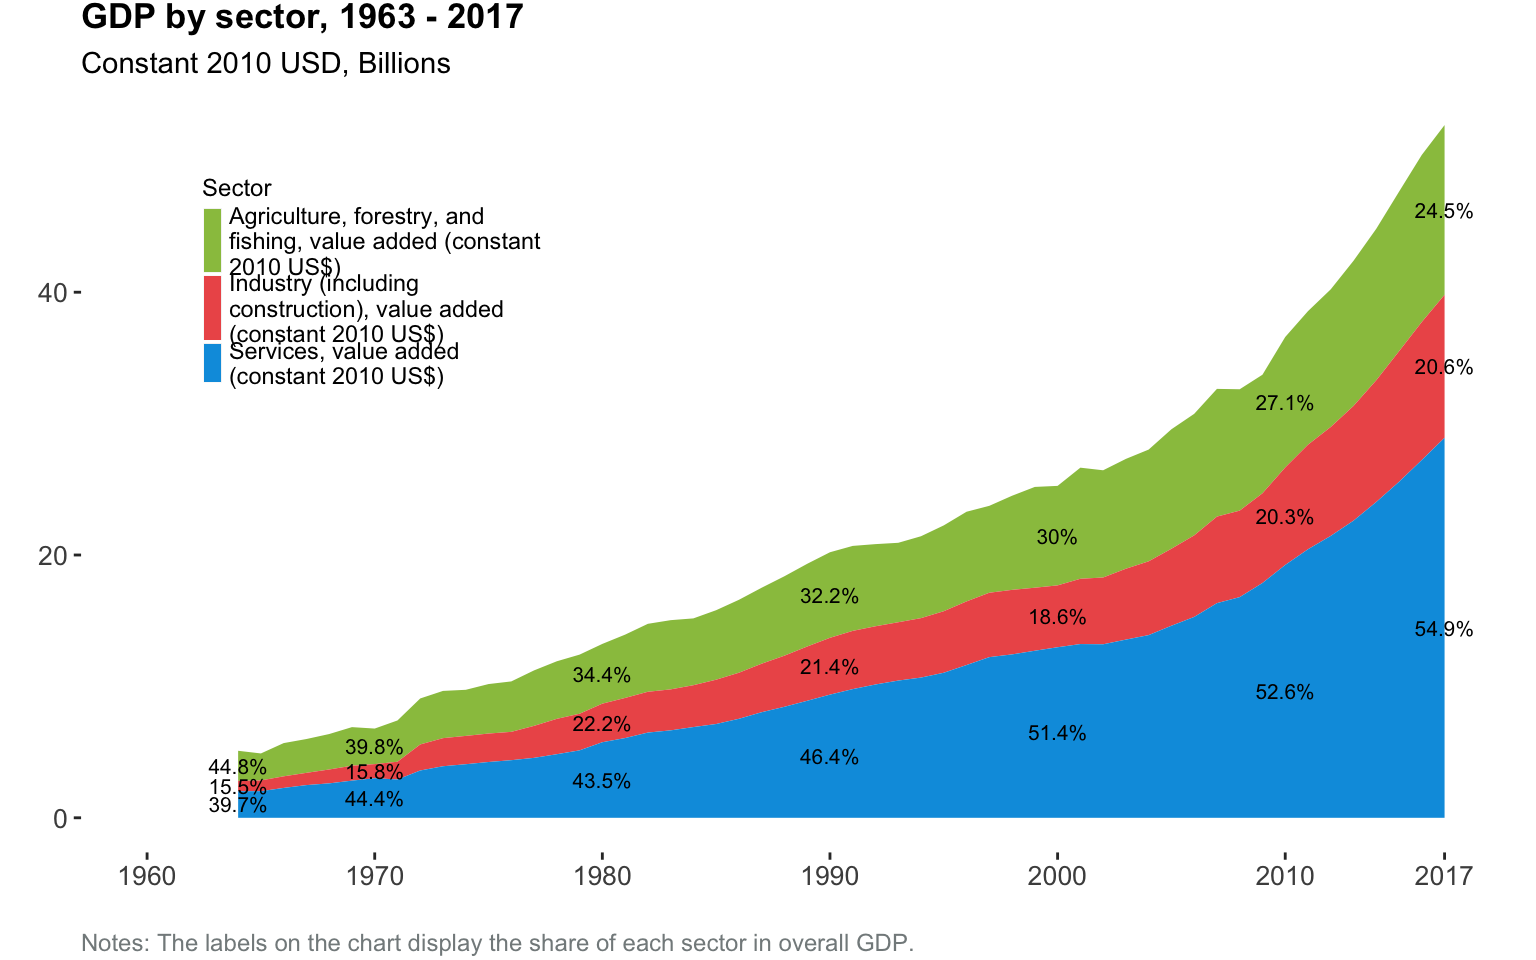 GDP by sector, 1963 - 2017
Constant 2010 USD, Billions
Sector
Agriculture, forestry, and
fishing, value added (constant
2010 US$)
Industry (including
construction), value added
(constant 2010 US$)
Services, value added
(constant 2010 US$)
24.5%
40
20.6%
27.1%
20.3%
30%
20
32.2%
18.6%
54.9%
21.4%
34.4%
52.6%
22.2%
51.4%
39.8%
46.4%
44.8%
15.8%
43.5%
15.5%
44.4%
39.7%
0
1960 1970 1980 1990 2000 2010 2017
Notes: The labels on the chart display the share of each sector in overall GDP.